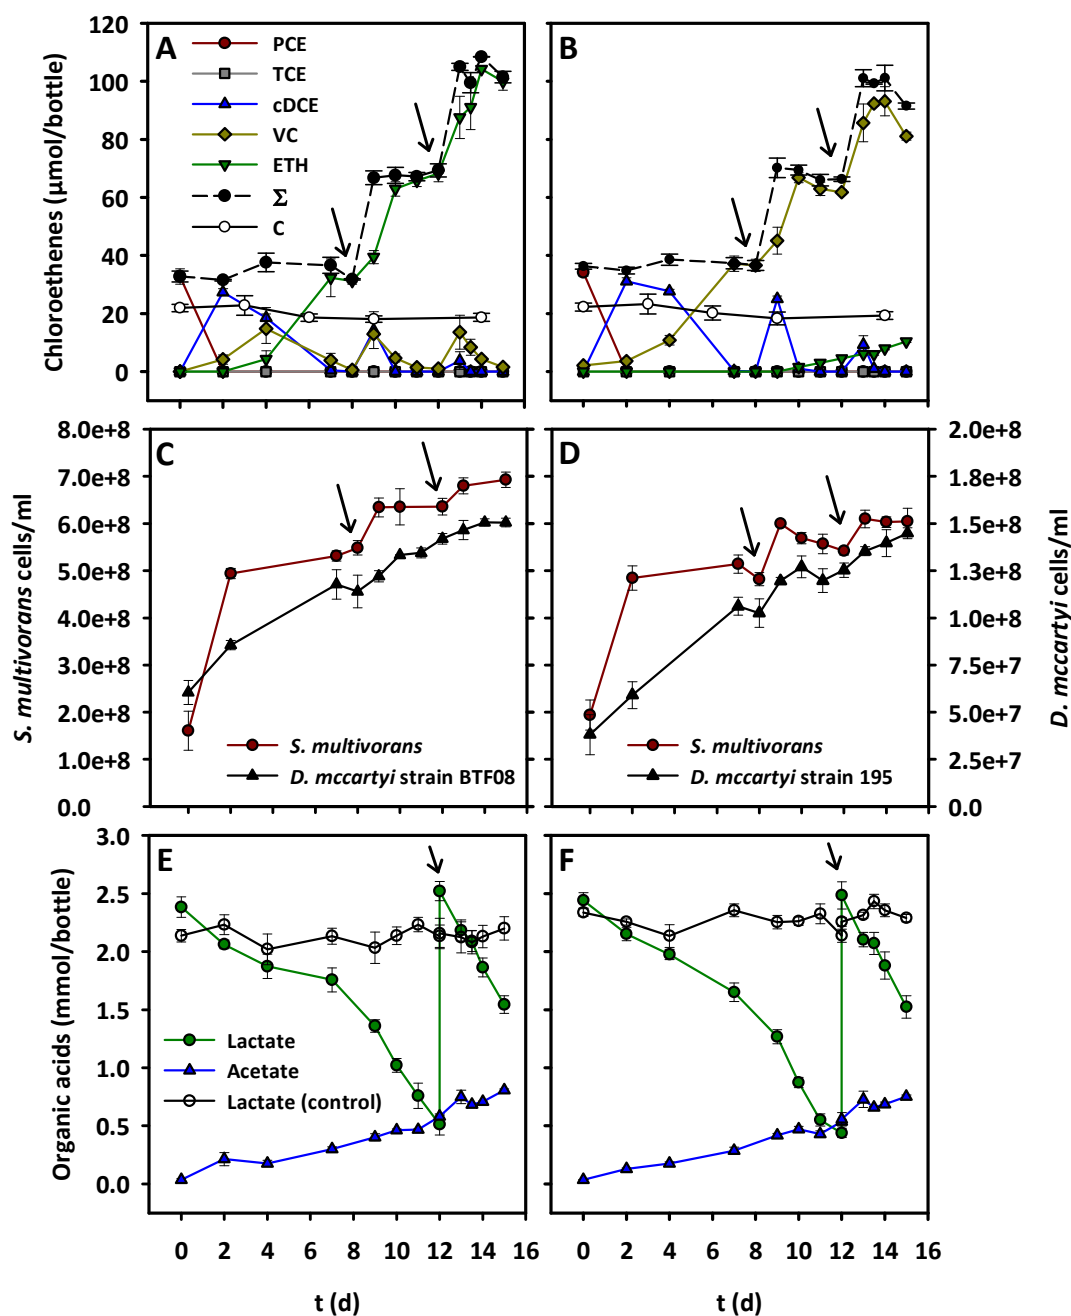 A
B
PCE
TCE
cDCE
VC
ETH
Σ
C
Chloroethenes (µmol/bottle)
120
100
80
60
40
20
0
C
D
8.0e+8
7.0e+8
6.0e+8
5.0e+8
4.0e+8
3.0e+8
2.0e+8
1.0e+8
0.0
S. multivorans cells/ml
S. multivorans
D. mccartyi strain BTF08
S. multivorans
D. mccartyi strain 195
2.0e+8
1.8e+8
1.5e+8
1.3e+8
1.0e+8
7.5e+7
5.0e+7
2.5e+7
0.0
D. mccartyi cells/ml
E
F
3.0
2.5
2.0
1.5
1.0
0.5
0.0
Organic acids (mmol/bottle)
Lactate
Acetate
Lactate (control)
0 2 4 6 8 10 12 14 16
0 2 4 6 8 10 12 14 16
t (d)
t (d)